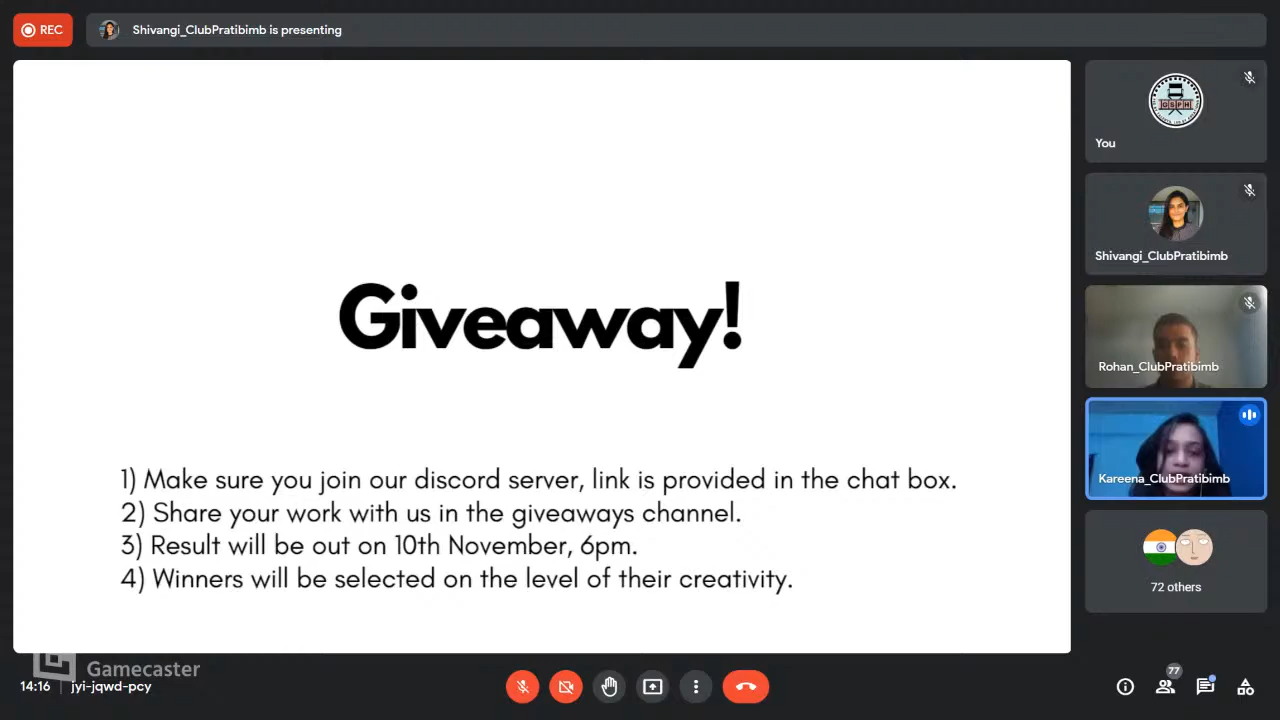 REC
Shivangi_ClubPratibimb is presenting
GSPH
You
Shivangi_ClubPratibimb
Rohan_ClubPratibimb
Kareena_ClubPratibimb
72 others
Giveaway!
1) Make sure you join our discord server, link is provided in the chat box.
2) Share your work with us in the giveaways channel.
3) Result will be out on 10th November, 6pm.
4) Winners will be selected on the level of their creativity.
Gamecaster
14:16 | jyi-jqwd-pcy
77